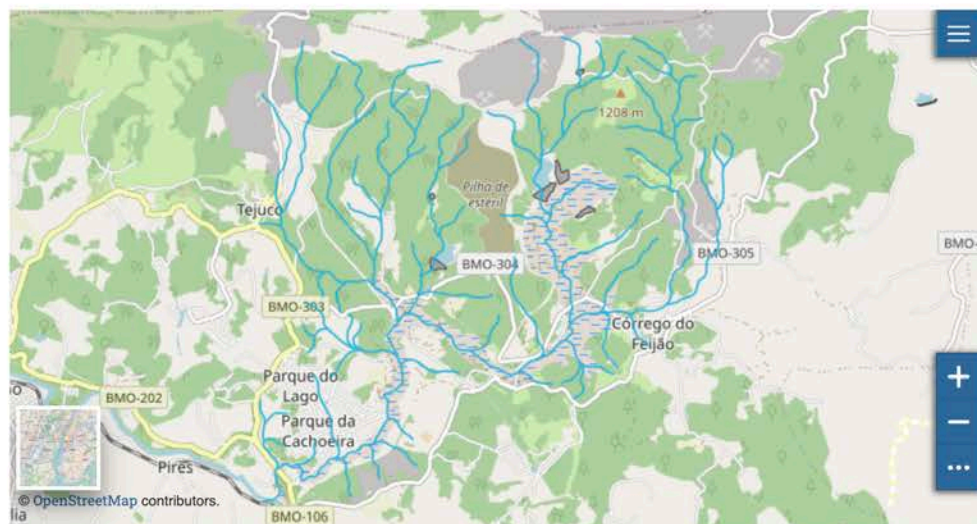 1208 m
Pilha de
estéril
Tejuco
BMO-304
BMO-305
BMO-
BMO-303
Córrego do
Feijão
Parque do
Lago
BMO-202
Parque da
Cachoeira
Pires
© OpenStreetMap contributors.
lia
BMO-106